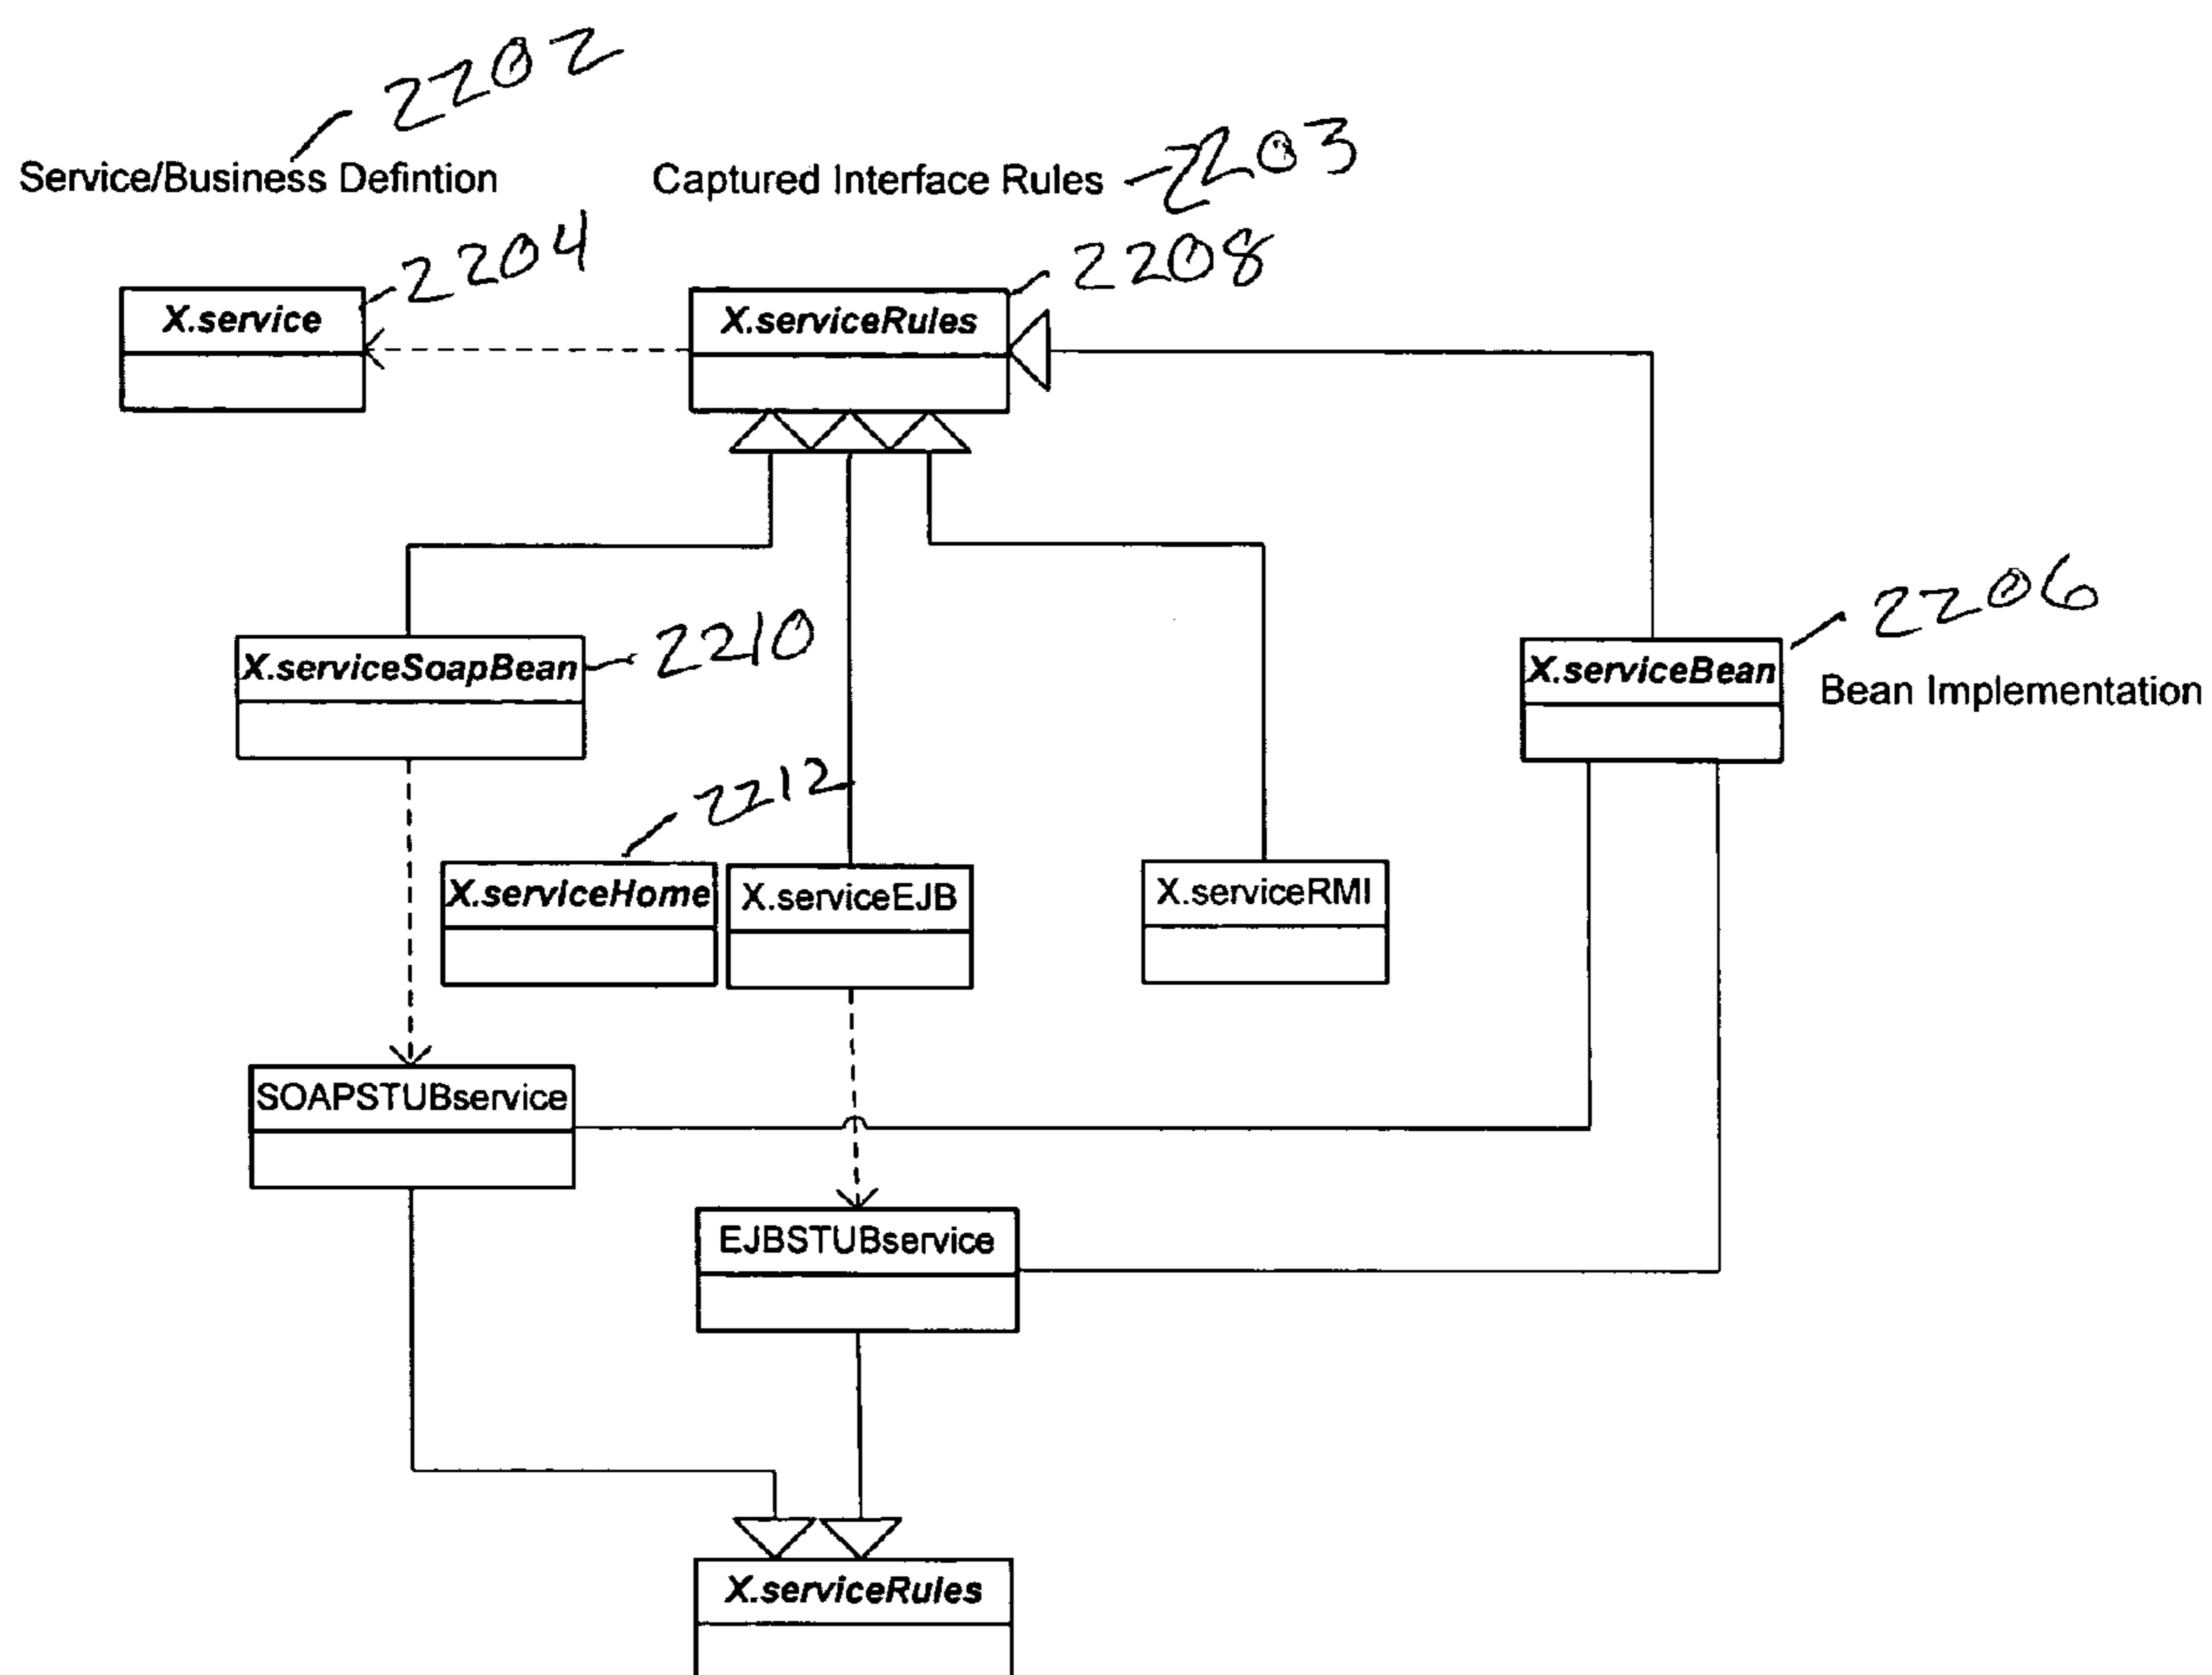 2202
Service/Business Defintion
Captured Interface Rules
2203
2204
2208
X.service
X.serviceRules
2206
X.serviceSoapBean
2210
X.serviceBean
Bean Implementation
2212
X.serviceHome
X.serviceEJB
X.serviceRMI
SOAPSTUBservice
EJBSTUBservice
X.serviceRules